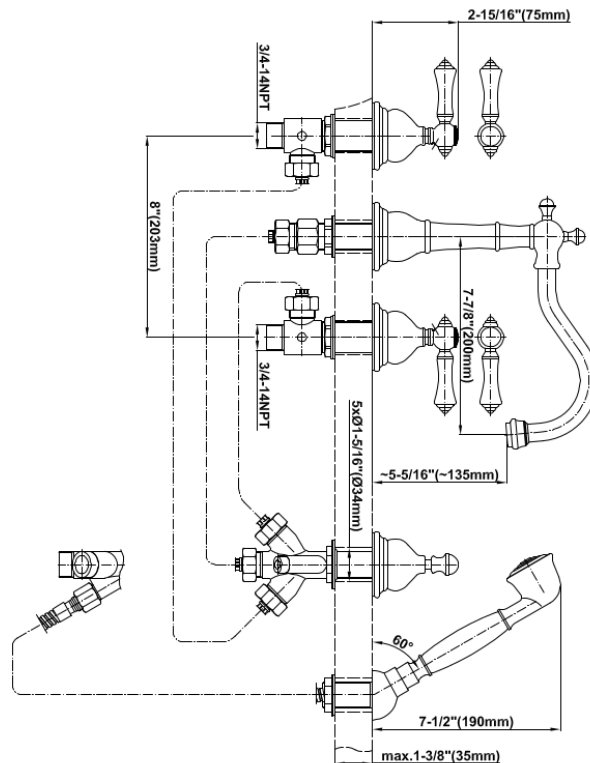 2-15/16"(75mm)
3/4-14NPT
8"(203mm)
7-7/8"(200mm)
3/4-14NPT
5xØ1-5/16"(Ø34mm)
~5-5/16"(~135mm)
60°
7-1/2"(190mm)
max.1-3/8"(35mm)